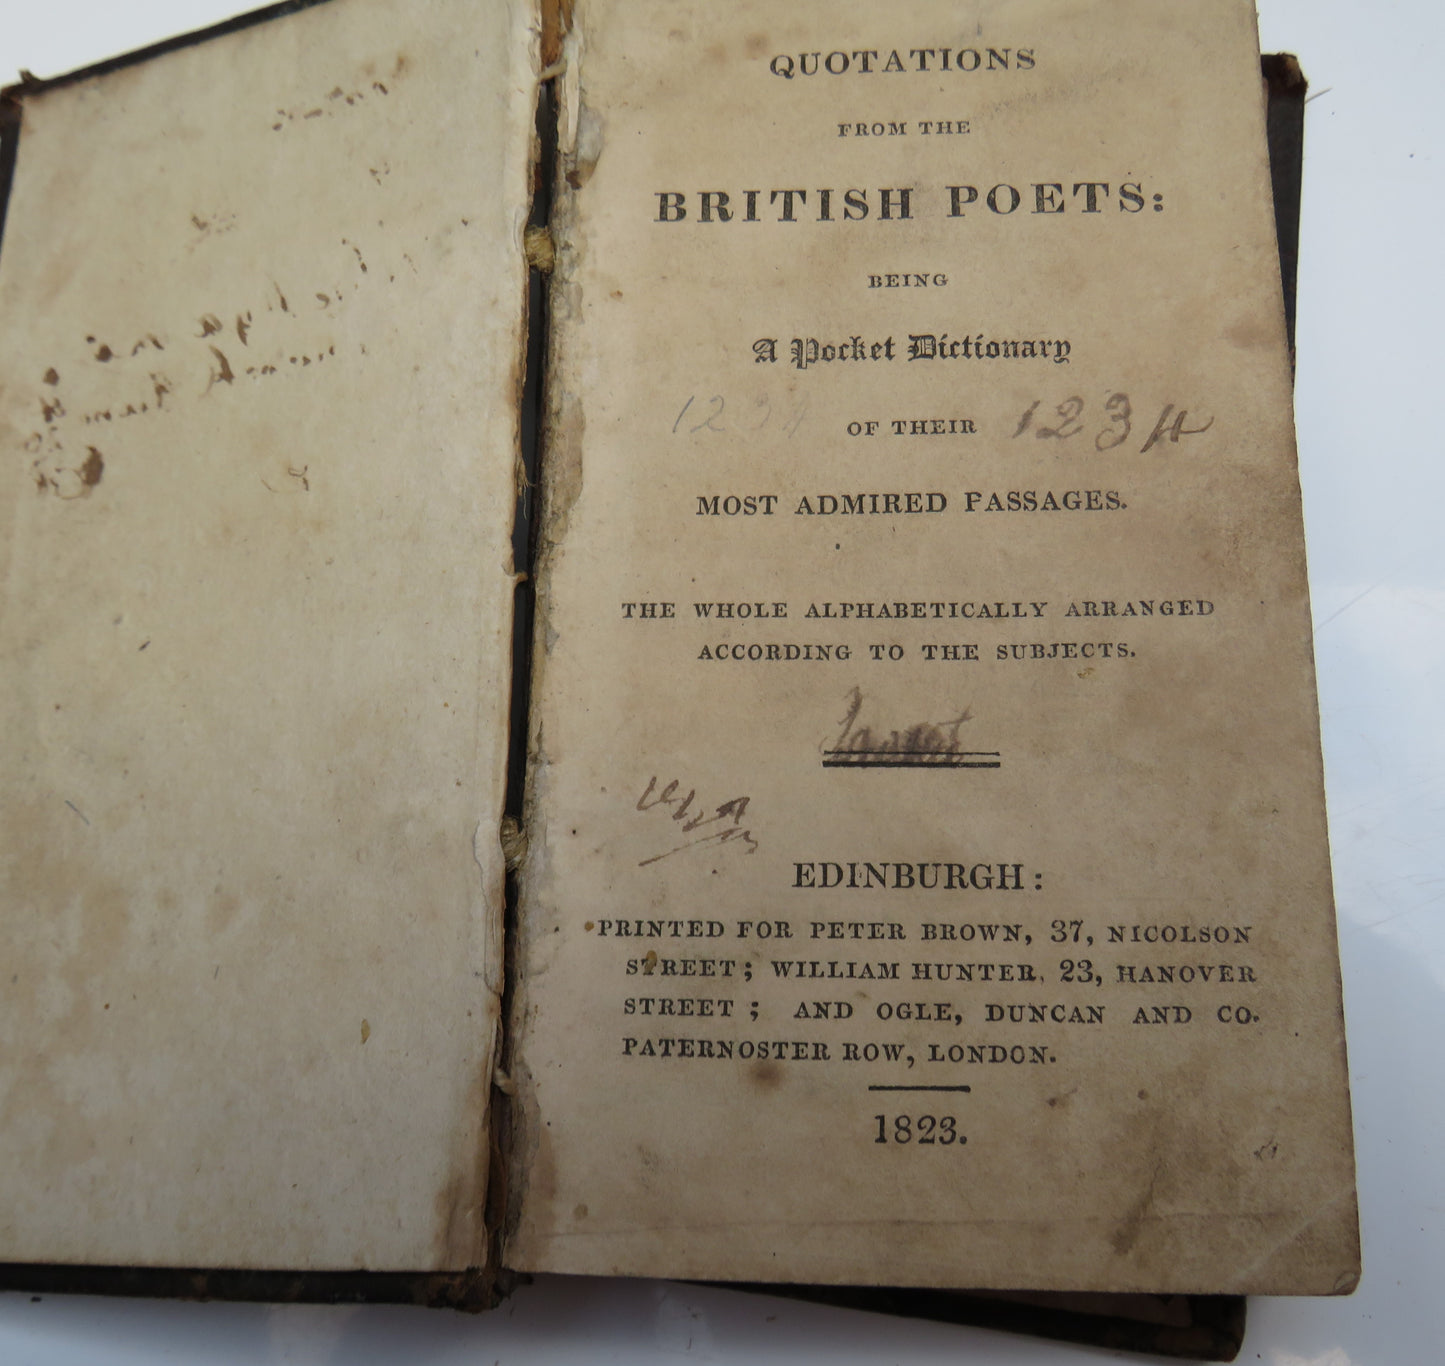 QUOTATIONS
FROM THE
BRITISH POETS:
BEING
A Pocket Dictionary
1234 OF THEIR 1234
MOST ADMIRED PASSAGES.
THE WHOLE ALPHABETICALLY ARRANGED
ACCORDING TO THE SUBJECTS.
EDINBURGH:
PRINTED FOR PETER BROWN, 37, NICOLSON
STREET; WILLIAM HUNTER, 23, HANOVER
STREET; AND OGLE, DUNCAN AND CO.
PATERNOSTER ROW, LONDON.
1823.